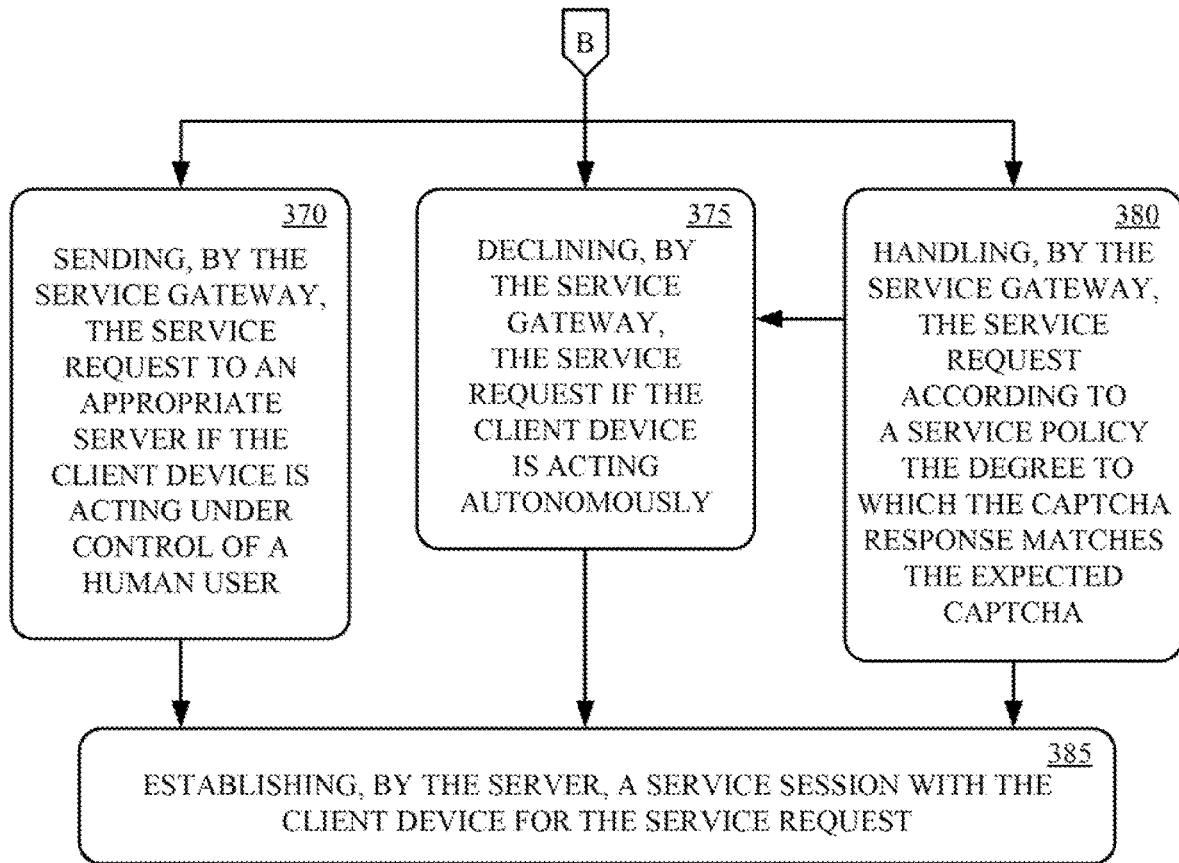 B
370
SENDING, BY THE
SERVICE GATEWAY,
THE SERVICE
REQUEST TO AN
APPROPRIATE
SERVER IF THE
CLIENT DEVICE IS
ACTING UNDER
CONTROL OF A
HUMAN USER
375
DECLINING, BY
THE SERVICE
GATEWAY,
THE SERVICE
REQUEST IF THE
CLIENT DEVICE
IS ACTING
AUTONOMOUSLY
380
HANDLING, BY THE
SERVICE GATEWAY,
THE SERVICE
REQUEST
ACCORDING TO
A SERVICE POLICY
THE DEGREE TO
WHICH THE CAPTCHA
RESPONSE MATCHES
THE EXPECTED
CAPTCHA
385
ESTABLISHING, BY THE SERVER, A SERVICE SESSION WITH THE
CLIENT DEVICE FOR THE SERVICE REQUEST